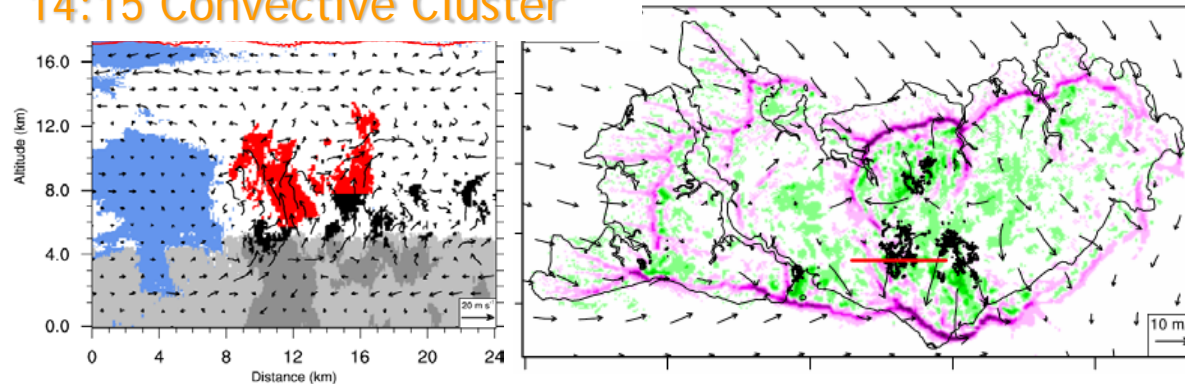 14:15 Convective Cluster
16.0
12.0
8.0
4.0
0.0
Altitude (km)
0 4 8 12 16 20 24
Distance (km)
20 m s⁻¹
10 m